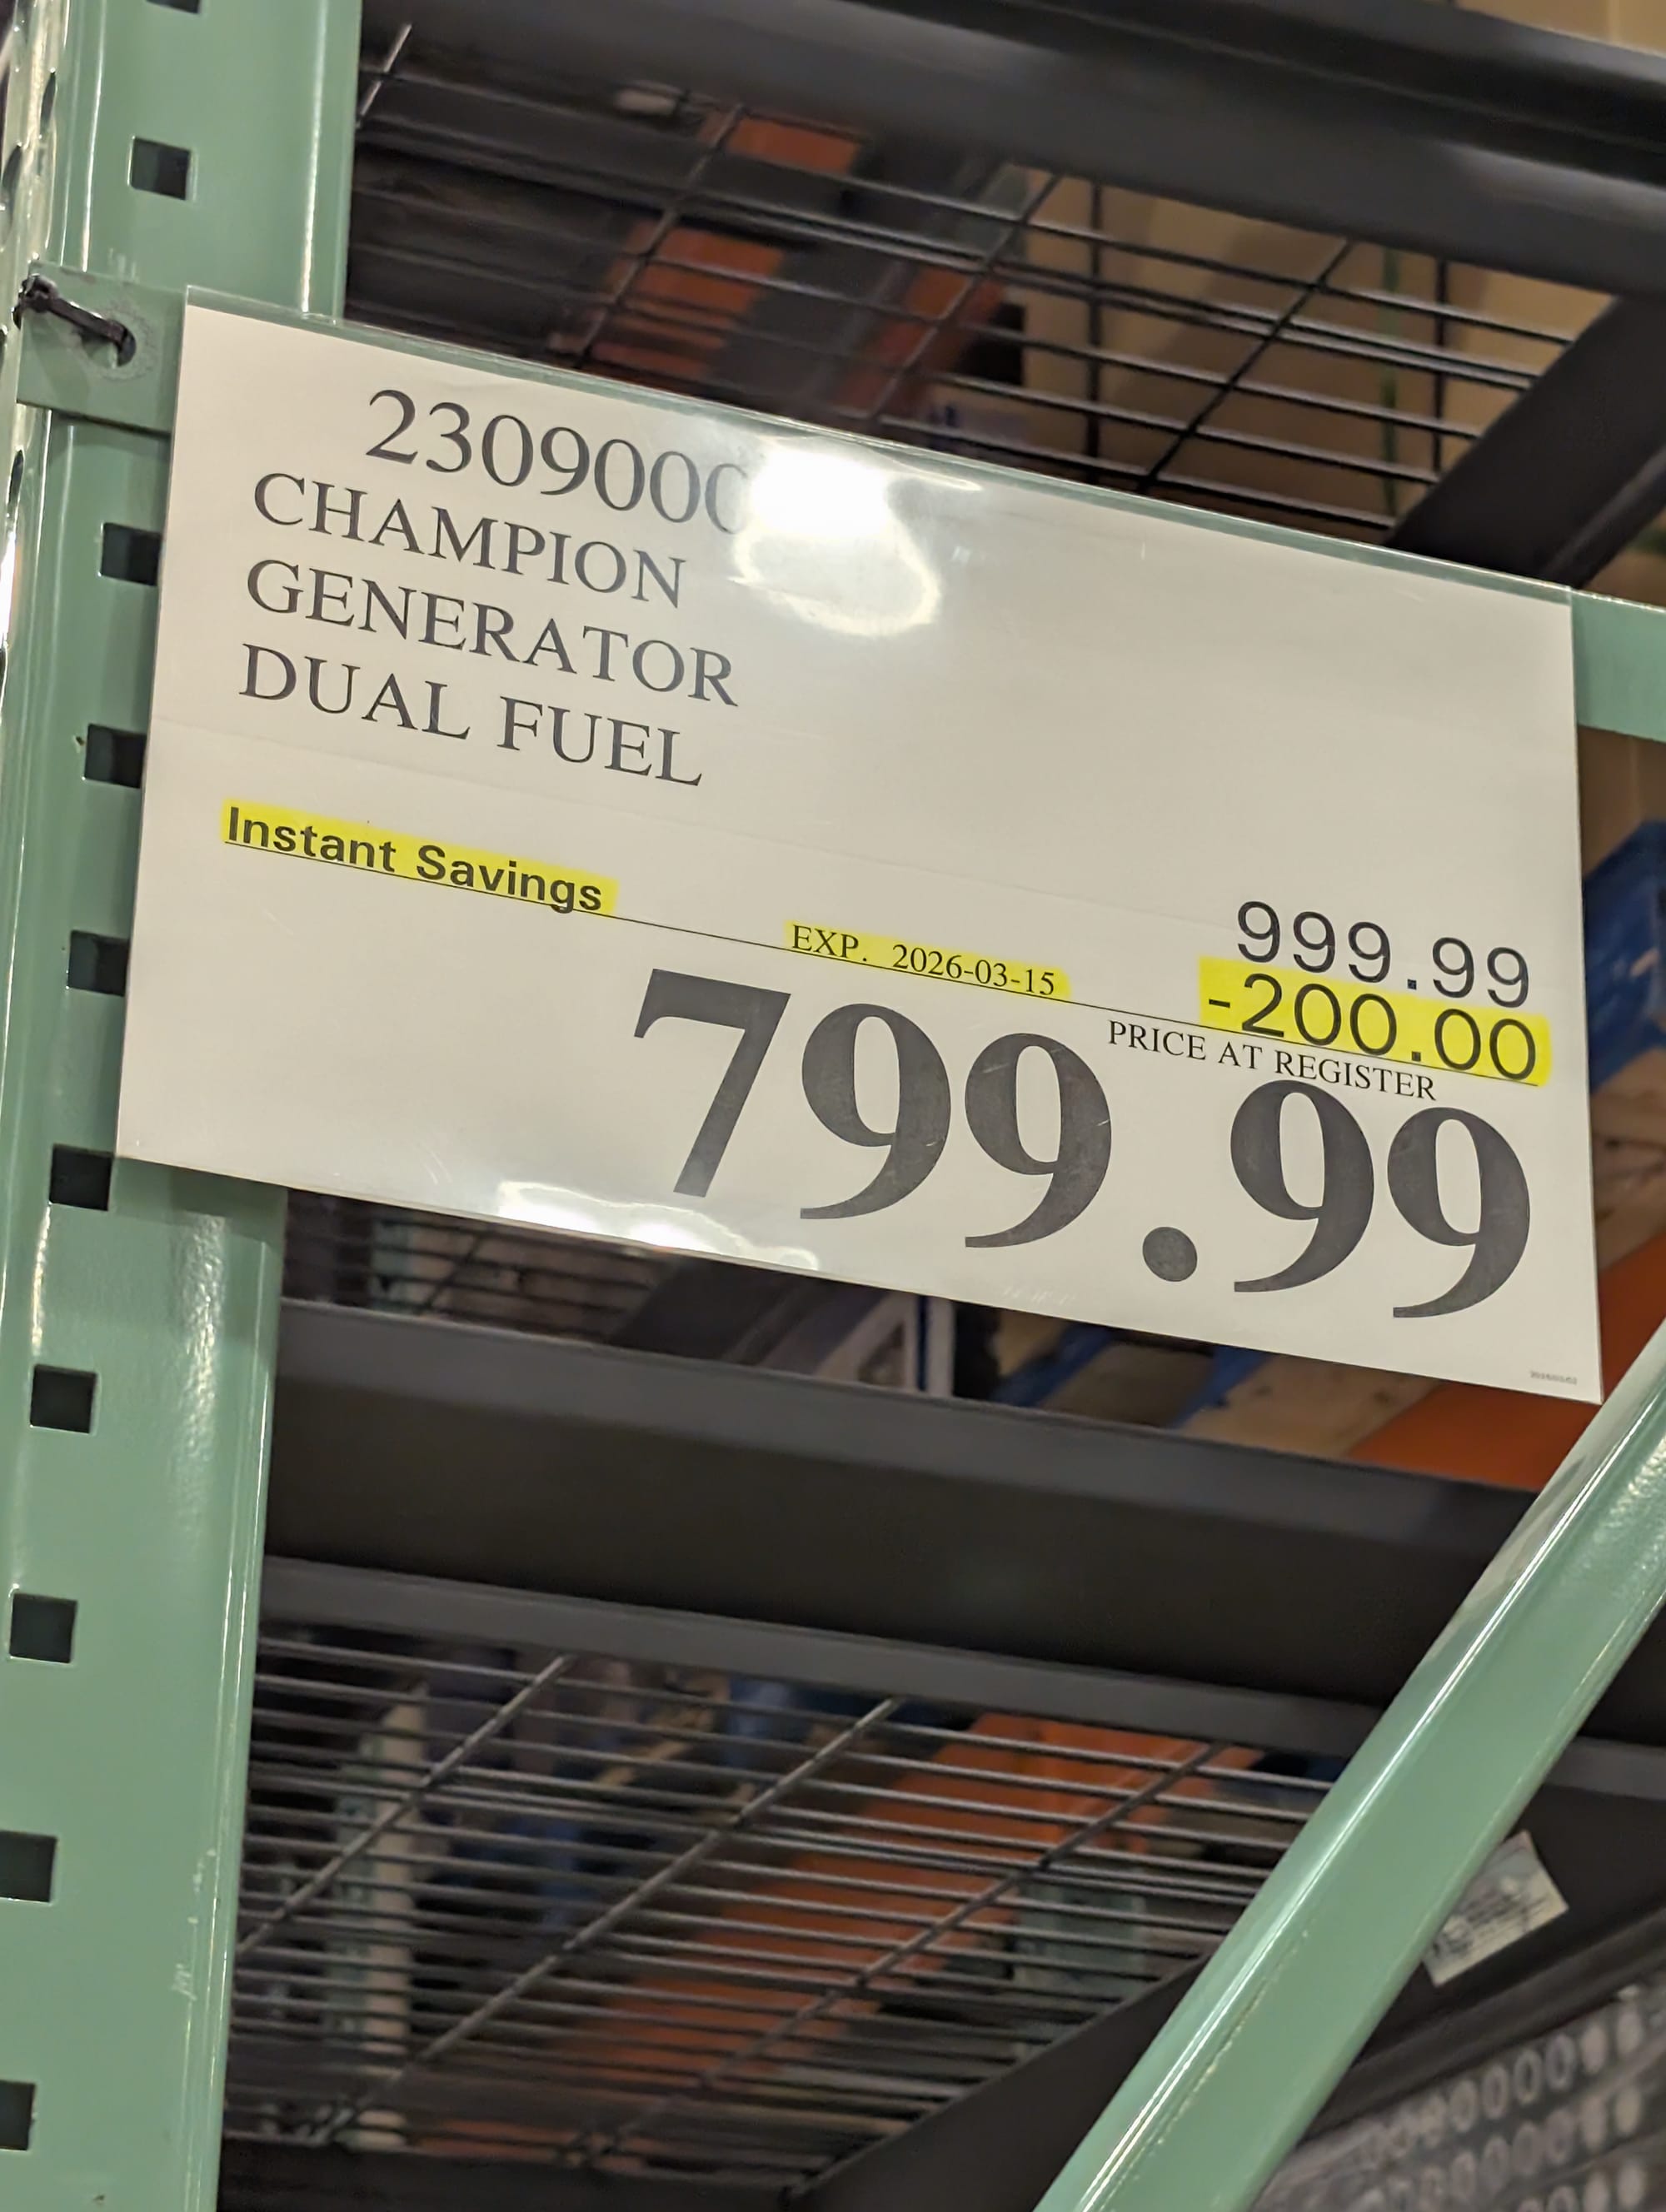 2309000
CHAMPION
GENERATOR
DUAL FUEL
Instant Savings
999.99
EXP. 2026-03-15
-200.00
PRICE AT REGISTER
799.99